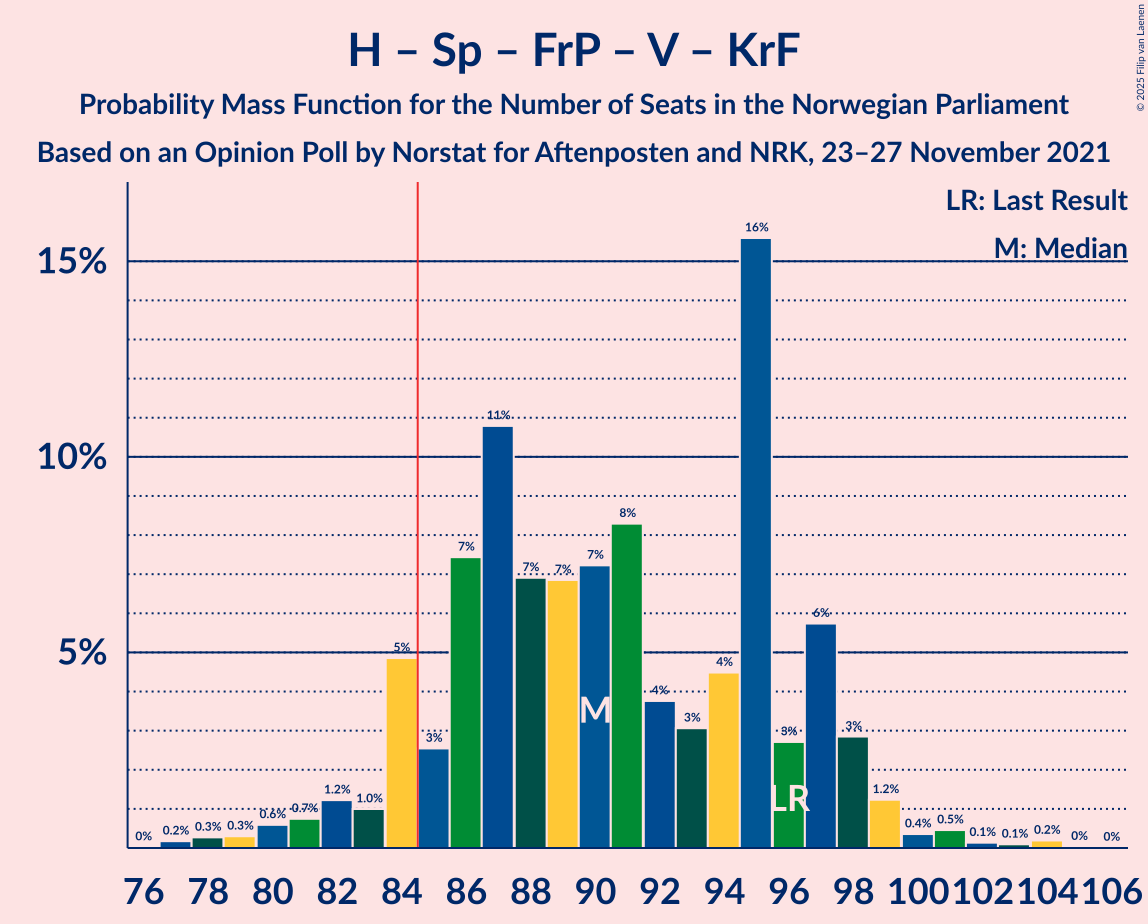 H – Sp – FrP – V – KrF
Probability Mass Function for the Number of Seats in the Norwegian Parliament
Based on an Opinion Poll by Norstat for Aftenposten and NRK, 23–27 November 2021
© 2025 Filip van Laenen
LR: Last Result
M: Median
15%
10%
5%
0% 0.2% 0.3% 0.3% 0.6% 0.7% 1.2% 1.0% 5% 3% 7% 11% 7% 7% 7% 8% 4% 3% 4% 16% 3% 6% 3% 1.2% 0.4% 0.5% 0.1% 0.1% 0.2% 0% 0%
M
LR
76 78 80 82 84 86 88 90 92 94 96 98 100 102 104 106